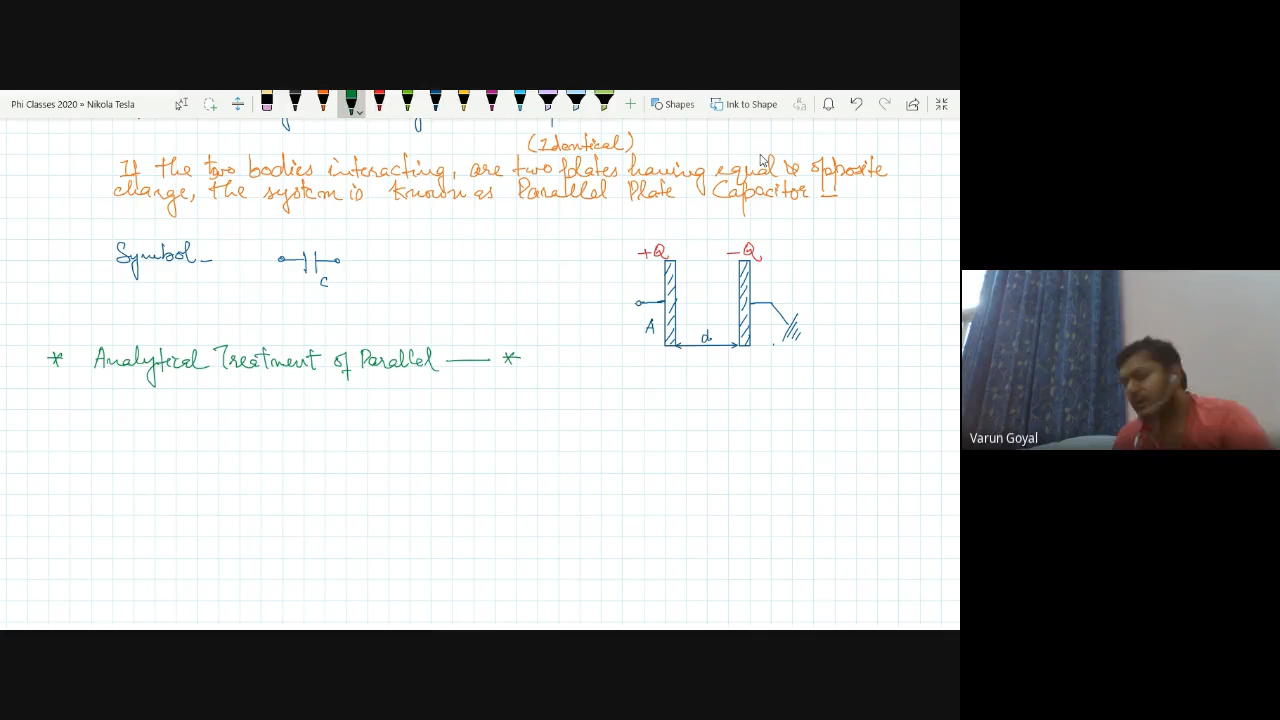 Phi Classes 2020 » Nikola Tesla
Shapes
Ink to Shape
(Identical)
If the two bodies interacting, are two plates having equal & opposite
charge, the system is known as Parallel Plate Capacitor –
Symbol –
C
+Q
–Q
A
d
* Analytical Treatment of Parallel —— *
Varun Goyal